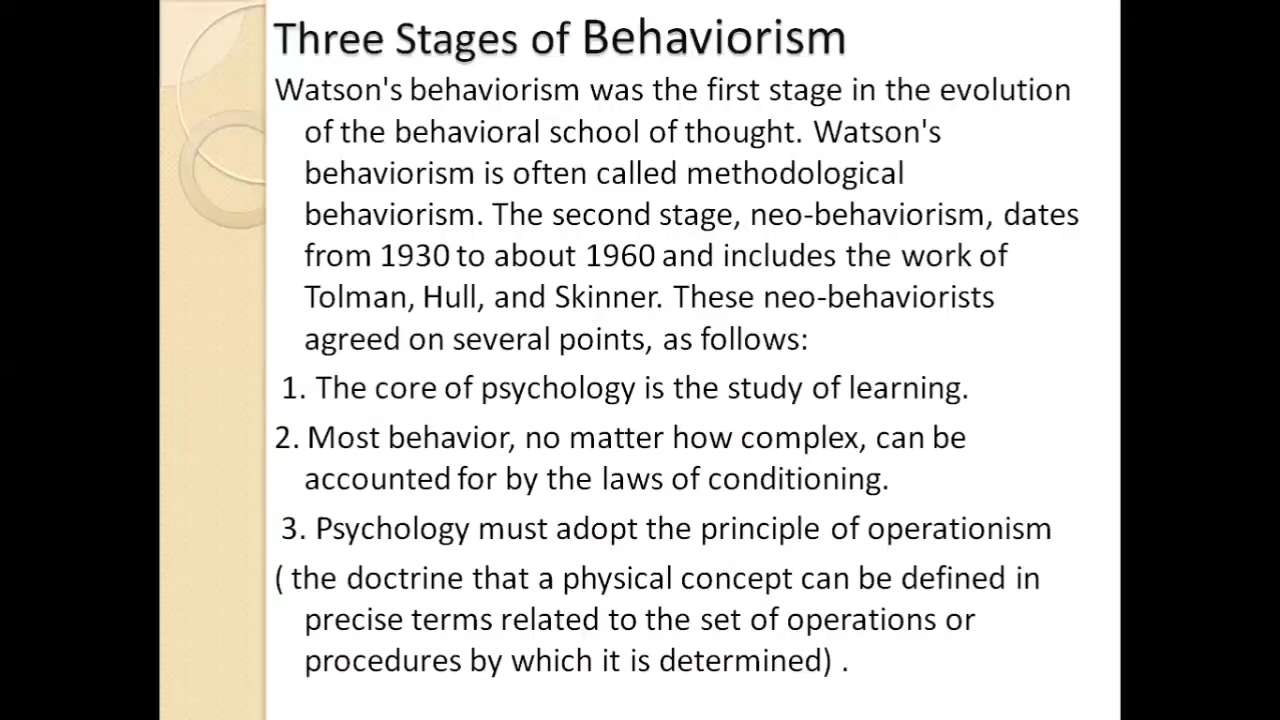 Three Stages of Behaviorism
Watson's behaviorism was the first stage in the evolution
of the behavioral school of thought. Watson's
behaviorism is often called methodological
behaviorism. The second stage, neo-behaviorism, dates
from 1930 to about 1960 and includes the work of
Tolman, Hull, and Skinner. These neo-behaviorists
agreed on several points, as follows:
1. The core of psychology is the study of learning.
2. Most behavior, no matter how complex, can be
accounted for by the laws of conditioning.
3. Psychology must adopt the principle of operationism
( the doctrine that a physical concept can be defined in
precise terms related to the set of operations or
procedures by which it is determined) .